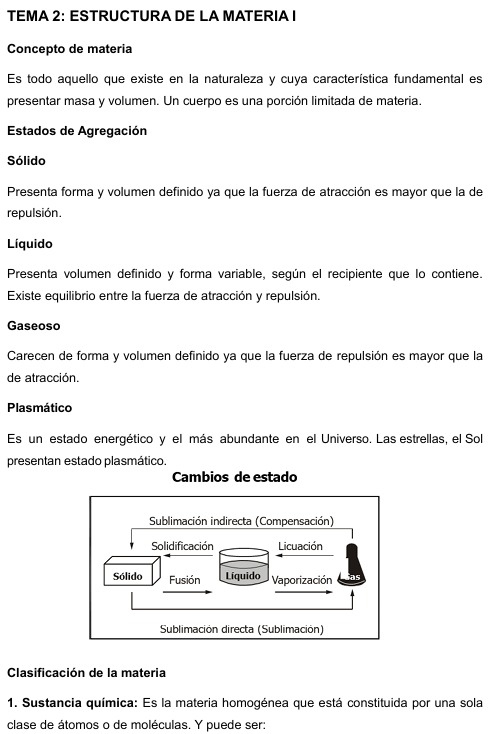 TEMA 2: ESTRUCTURA DE LA MATERIA I
Concepto de materia
Es todo aquello que existe en la naturaleza y cuya característica fundamental es
presentar masa y volumen. Un cuerpo es una porción limitada de materia.
Estados de Agregación
Sólido
Presenta forma y volumen definido ya que la fuerza de atracción es mayor que la de
repulsión.
Líquido
Presenta volumen definido y forma variable, según el recipiente que lo contiene.
Existe equilibrio entre la fuerza de atracción y repulsión.
Gaseoso
Carecen de forma y volumen definido ya que la fuerza de repulsión es mayor que la
de atracción.
Plasmático
Es un estado energético y el más abundante en el Universo. Las estrellas, el Sol
presentan estado plasmático.
Cambios de estado
Sublimación indirecta (Compensación)
Solidificación
Licuación
Sólido
Fusión
Líquido
Vaporización
Gas
Sublimación directa (Sublimación)
Clasificación de la materia
1. Sustancia química: Es la materia homogénea que está constituida por una sola
clase de átomos o de moléculas. Y puede ser: